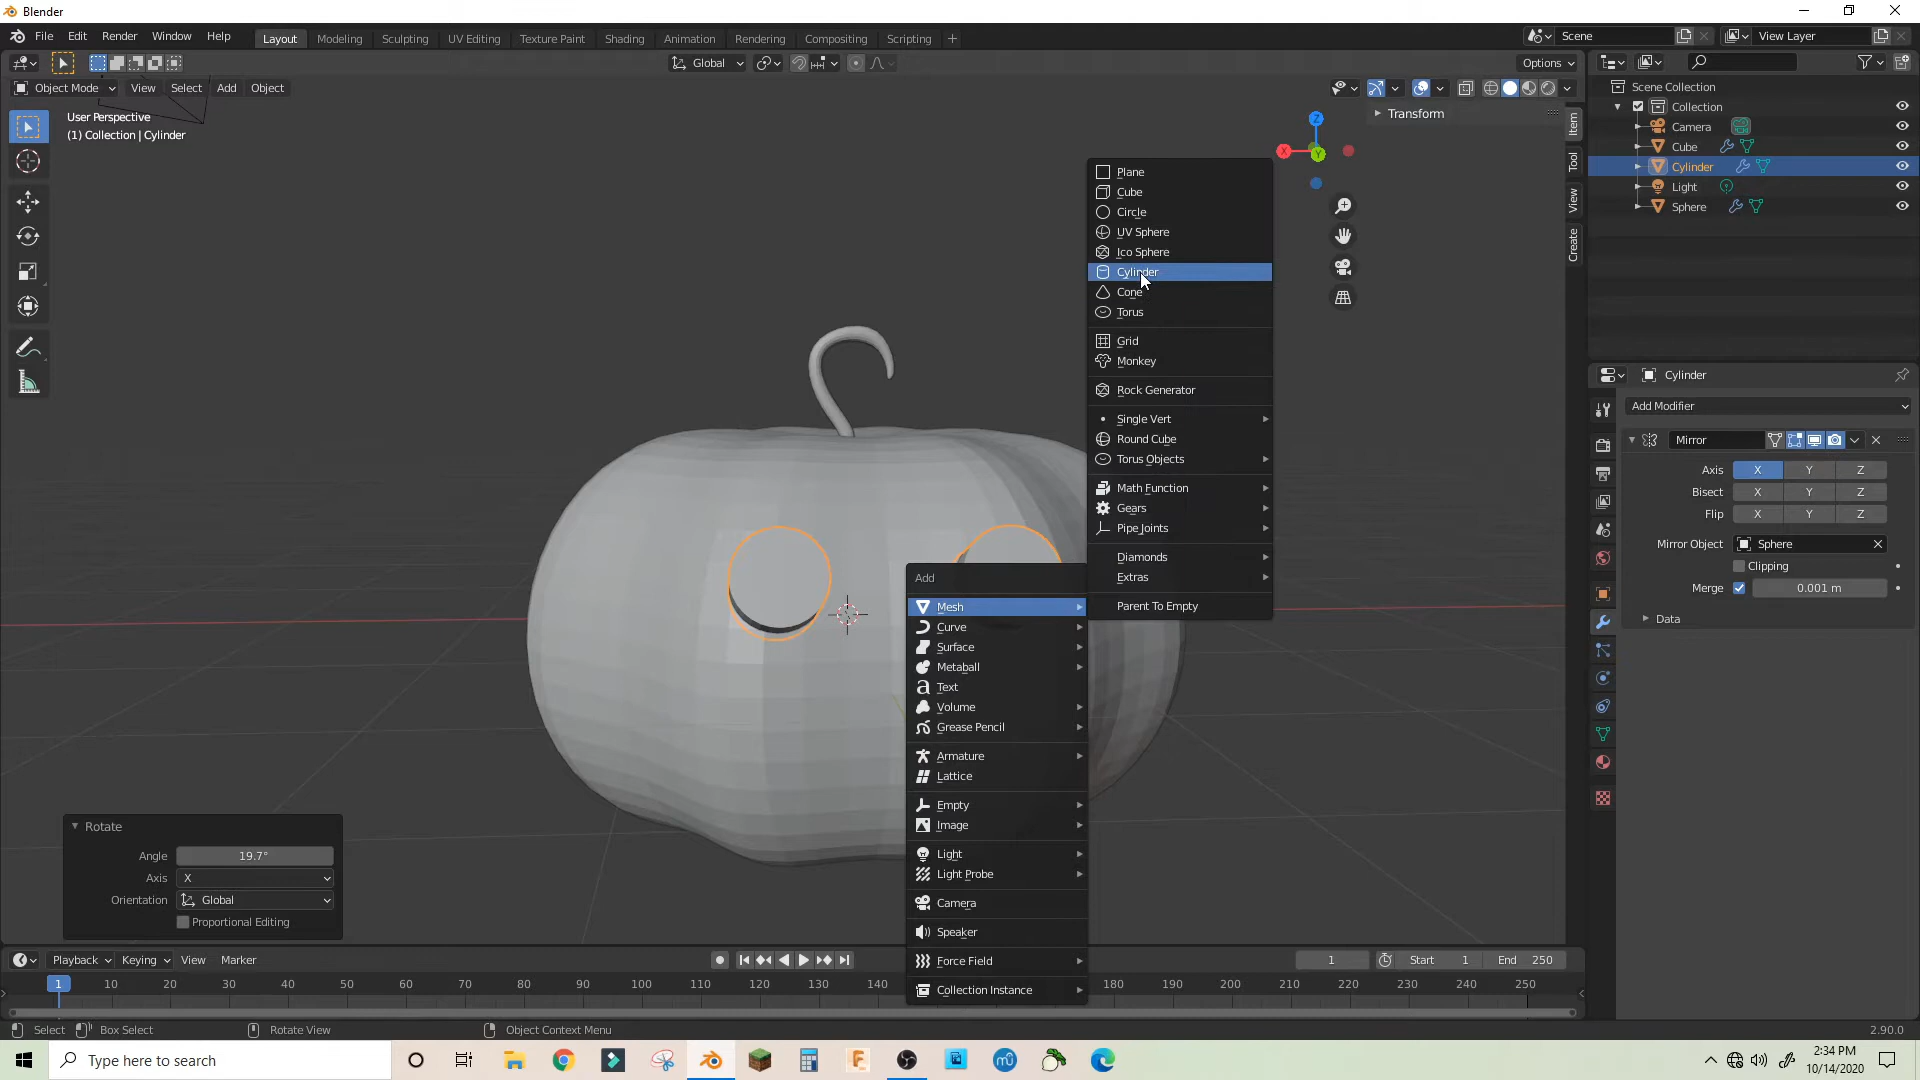 Blender
File Edit Render Window Help
Layout Modeling Sculpting UV Editing Texture Paint Shading Animation Rendering Compositing Scripting +
Scene
View Layer
Global
Options
Object Mode View Select Add Object
User Perspective
(1) Collection | Cylinder
Transform
Item
Tool
View
Create
Z
X
Y
Scene Collection
Collection
Camera
Cube
Cylinder
Light
Sphere
Plane
Cube
Circle
UV Sphere
Ico Sphere
Cylinder
Cone
Torus
Grid
Monkey
Rock Generator
Single Vert
Round Cube
Torus Objects
Math Function
Gears
Pipe Joints
Diamonds
Extras
Parent To Empty
Add
Mesh
Curve
Surface
Metaball
Text
Volume
Grease Pencil
Armature
Lattice
Empty
Image
Light
Light Probe
Camera
Speaker
Force Field
Collection Instance
Cylinder
Add Modifier
Mirror
Axis X Y Z
Bisect X Y Z
Flip X Y Z
Mirror Object Sphere
Clipping
Merge 0.001 m
Data
Rotate
Angle 19.7°
Axis X
Orientation Global
Proportional Editing
Playback Keying View Marker
1 Start 1 End 250
1 10 20 30 40 50 60 70 80 90 100 110 120 130 140 180 190 200 210 220 230 240 250
Select Box Select Rotate View Object Context Menu
2.90.0
Type here to search
2:34 PM
10/14/2020